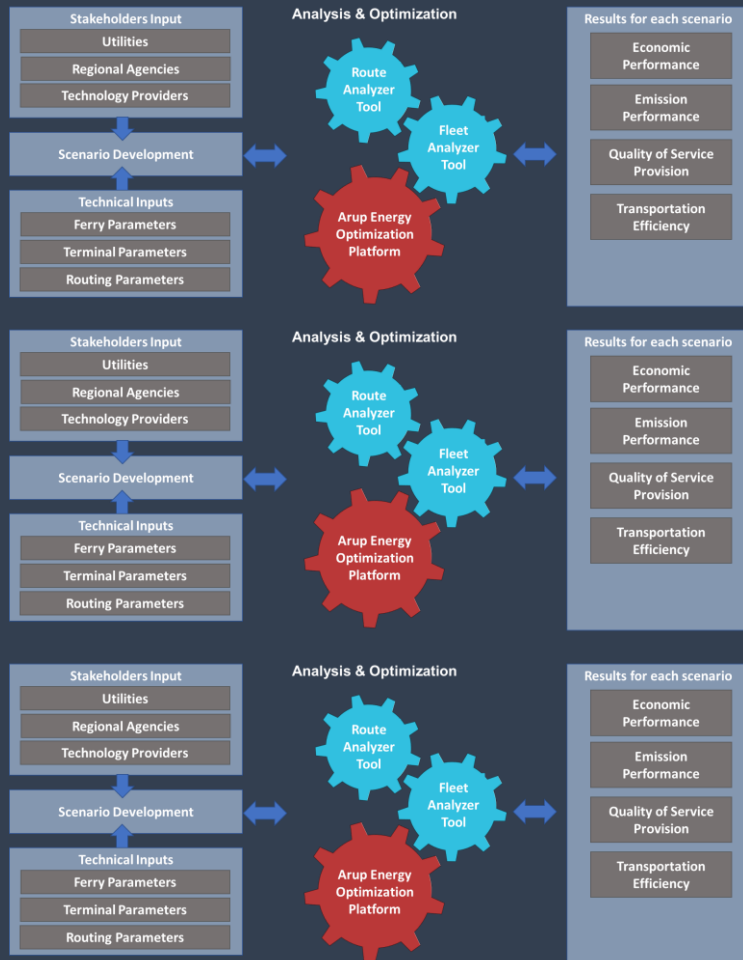 Stakeholders Input
Utilities
Regional Agencies
Technology Providers
Scenario Development
Technical Inputs
Ferry Parameters
Terminal Parameters
Routing Parameters
Analysis & Optimization
Route
Analyzer
Tool
Fleet
Analyzer
Tool
Arup Energy
Optimization
Platform
Results for each scenario
Economic
Performance
Emission
Performance
Quality of Service
Provision
Transportation
Efficiency
Stakeholders Input
Utilities
Regional Agencies
Technology Providers
Scenario Development
Technical Inputs
Ferry Parameters
Terminal Parameters
Routing Parameters
Analysis & Optimization
Route
Analyzer
Tool
Fleet
Analyzer
Tool
Arup Energy
Optimization
Platform
Results for each scenario
Economic
Performance
Emission
Performance
Quality of Service
Provision
Transportation
Efficiency
Stakeholders Input
Utilities
Regional Agencies
Technology Providers
Scenario Development
Technical Inputs
Ferry Parameters
Terminal Parameters
Routing Parameters
Analysis & Optimization
Route
Analyzer
Tool
Fleet
Analyzer
Tool
Arup Energy
Optimization
Platform
Results for each scenario
Economic
Performance
Emission
Performance
Quality of Service
Provision
Transportation
Efficiency